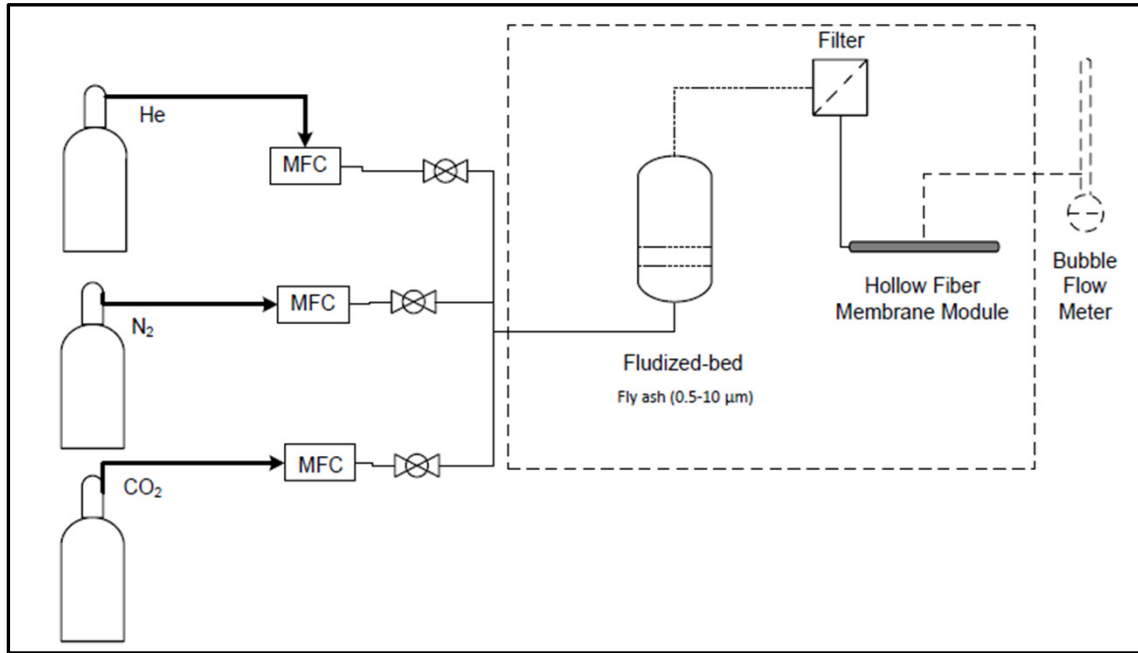 Filter
He
MFC
N₂
MFC
CO₂
MFC
Fludized-bed
Fly ash (0.5-10 µm)
Hollow Fiber
Membrane Module
Bubble
Flow
Meter